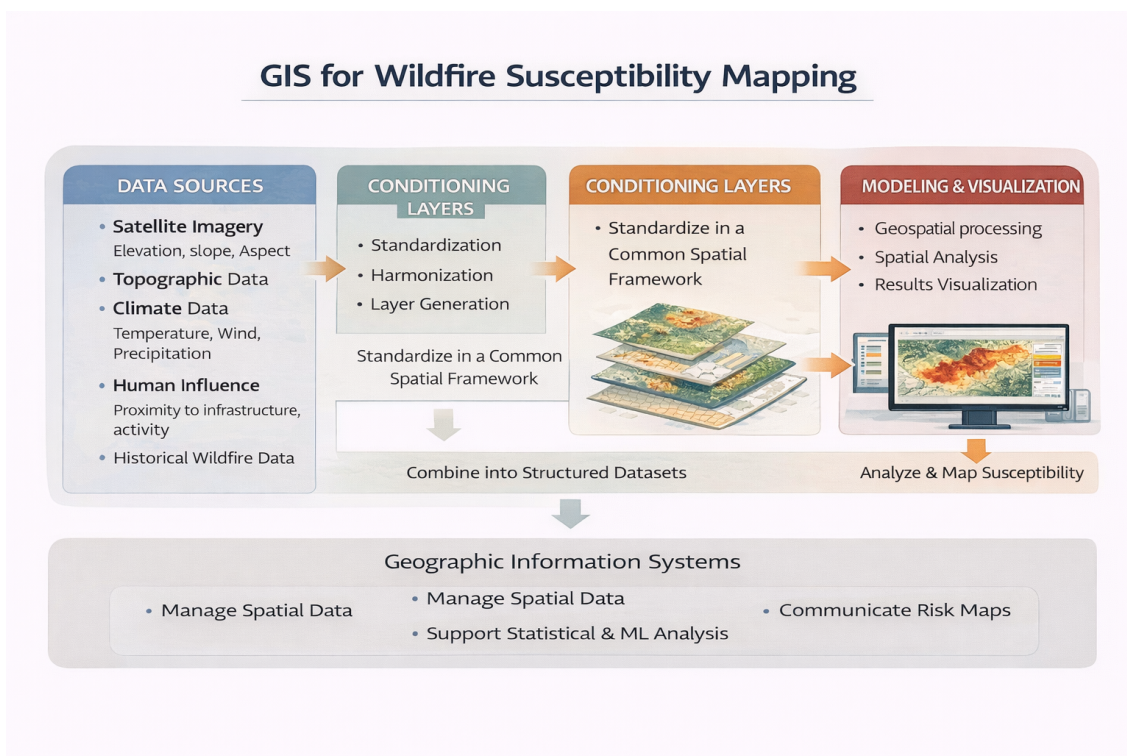 GIS for Wildfire Susceptibility Mapping
DATA SOURCES
• Satellite Imagery
Elevation, slope, Aspect
• Topographic Data
• Climate Data
Temperature, Wind,
Precipitation
• Human Influence
Proximity to infrastructure,
activity
• Historical Wildfire Data
CONDITIONING
LAYERS
• Standardization
• Harmonization
• Layer Generation
Standardize in a Common
Spatial Framework
CONDITIONING LAYERS
• Standardize in a
Common Spatial
Framework
MODELING & VISUALIZATION
• Geospatial processing
• Spatial Analysis
• Results Visualization
Combine into Structured Datasets
Analyze & Map Susceptibility
Geographic Information Systems
• Manage Spatial Data
• Manage Spatial Data
• Support Statistical & ML Analysis
• Communicate Risk Maps